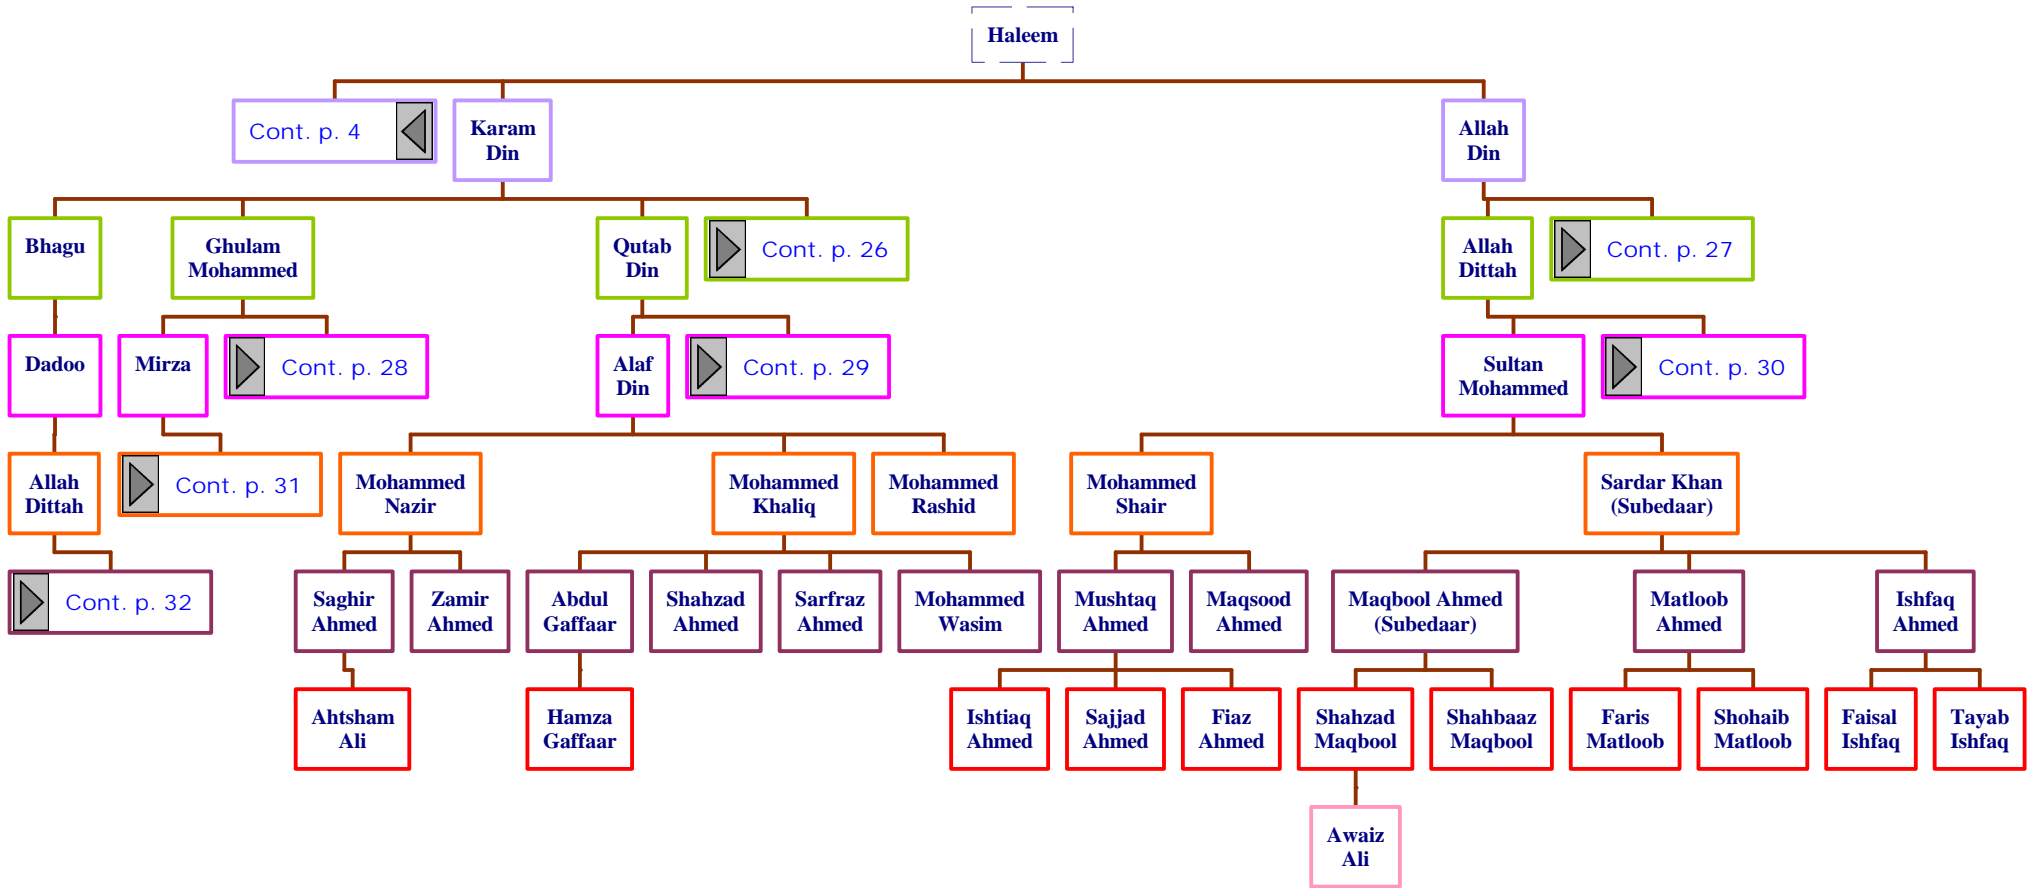 Haleem
Cont. p. 4
Karam
Din
Allah
Din
Bhagu
Ghulam
Mohammed
Qutab
Din
Cont. p. 26
Allah
Dittah
Cont. p. 27
Dadoo
Mirza
Cont. p. 28
Alaf
Din
Cont. p. 29
Sultan
Mohammed
Cont. p. 30
Allah
Dittah
Cont. p. 31
Mohammed
Nazir
Mohammed
Khaliq
Mohammed
Rashid
Mohammed
Shair
Sardar Khan
(Subedaar)
Cont. p. 32
Saghir
Ahmed
Zamir
Ahmed
Abdul
Gaffaar
Shahzad
Ahmed
Sarfraz
Ahmed
Mohammed
Wasim
Mushtaq
Ahmed
Maqsood
Ahmed
Maqbool Ahmed
(Subedaar)
Matloob
Ahmed
Ishfaq
Ahmed
Ahtsham
Ali
Hamza
Gaffaar
Ishtiaq
Ahmed
Sajjad
Ahmed
Fiaz
Ahmed
Shahzad
Maqbool
Shahbaaz
Maqbool
Faris
Matloob
Shohaib
Matloob
Faisal
Ishfaq
Tayab
Ishfaq
Awaiz
Ali